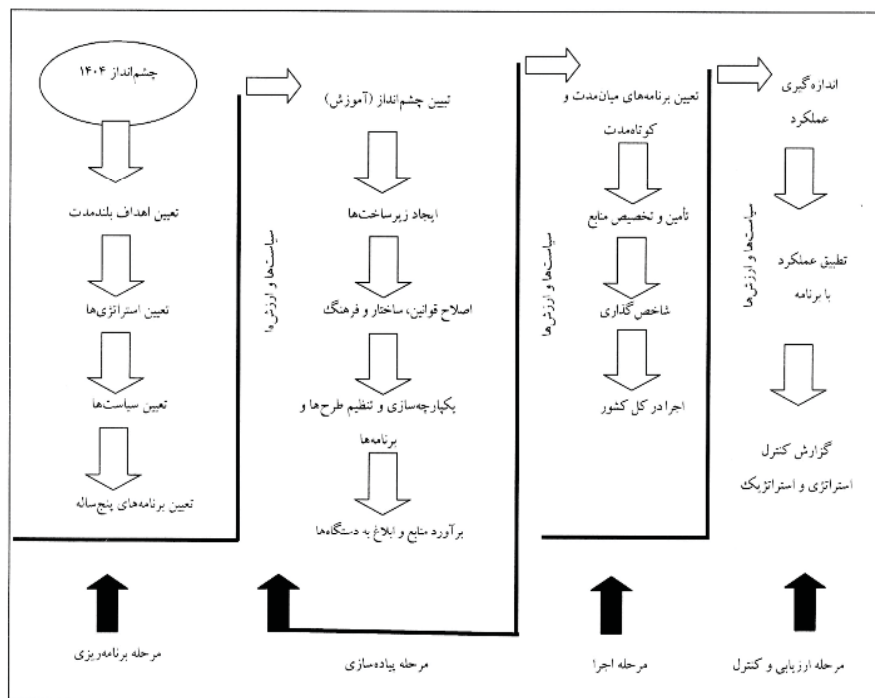 چشم‌انداز ۱۴۰۴
تعیین اهداف بلندمدت
تعیین استراتژی‌ها
تعیین سیاست‌ها
تعیین برنامه‌های پنج‌ساله
مرحله برنامه‌ریزی
سیاست‌ها و ارزش‌ها
تبیین چشم‌انداز (آموزش)
ایجاد زیرساخت‌ها
اصلاح قوانین، ساختار و فرهنگ
یکپارچه‌سازی و تنظیم طرح‌ها و
برنامه‌ها
برآورد منابع و ابلاغ به دستگاه‌ها
مرحله پیاده‌سازی
سیاست‌ها و ارزش‌ها
تعیین برنامه‌های میان‌مدت و
کوتاه‌مدت
تأمین و تخصیص منابع
شاخص‌گذاری
اجرا در کل کشور
مرحله اجرا
سیاست‌ها و ارزش‌ها
اندازه‌گیری
عملکرد
تطبیق عملکرد
با برنامه
گزارش کنترل
استراتژی و استراتژیک
مرحله ارزیابی و کنترل